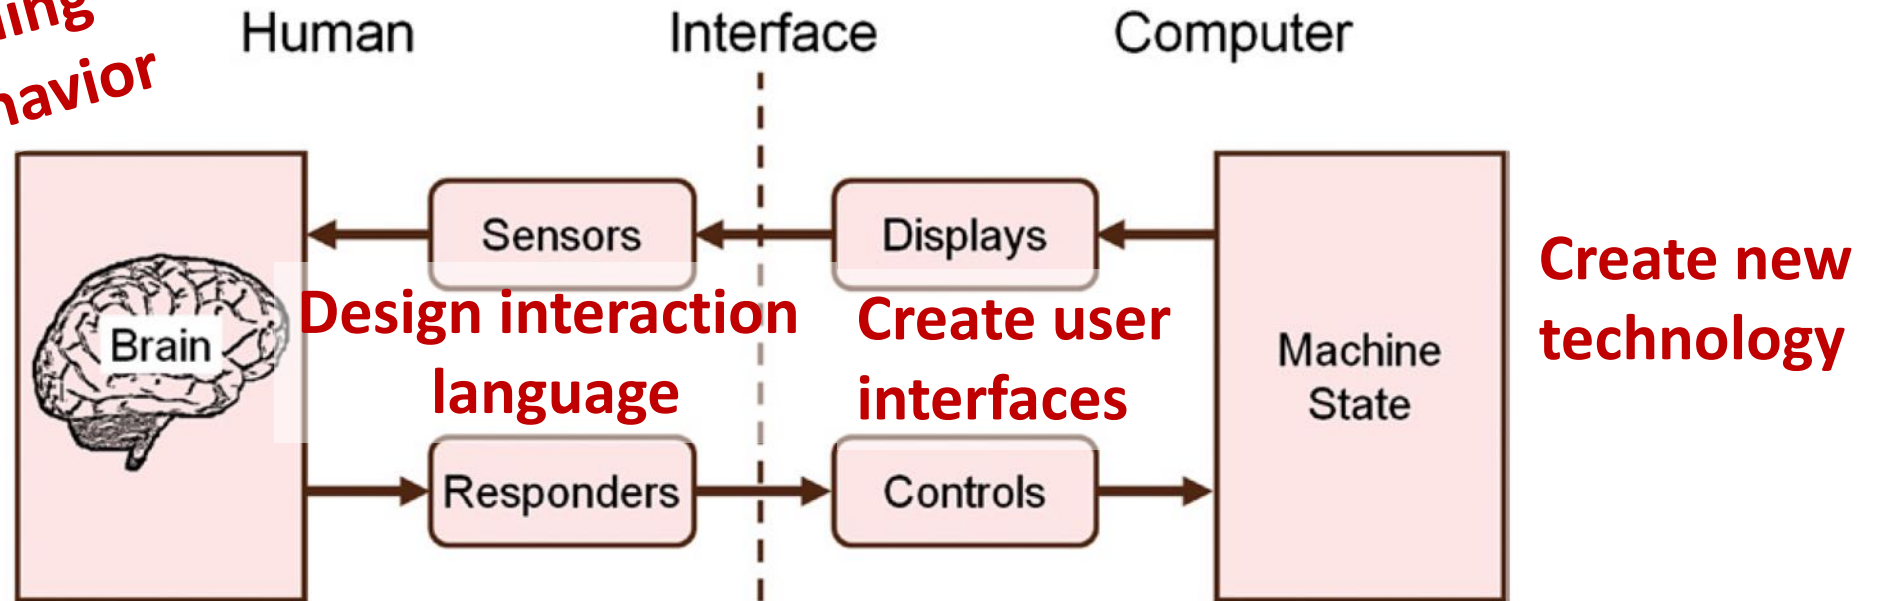 Human
Interface
Computer
Sensors
Displays
Create new
technology
Design interaction
language
Create user
interfaces
Brain
Machine
State
Responders
Controls